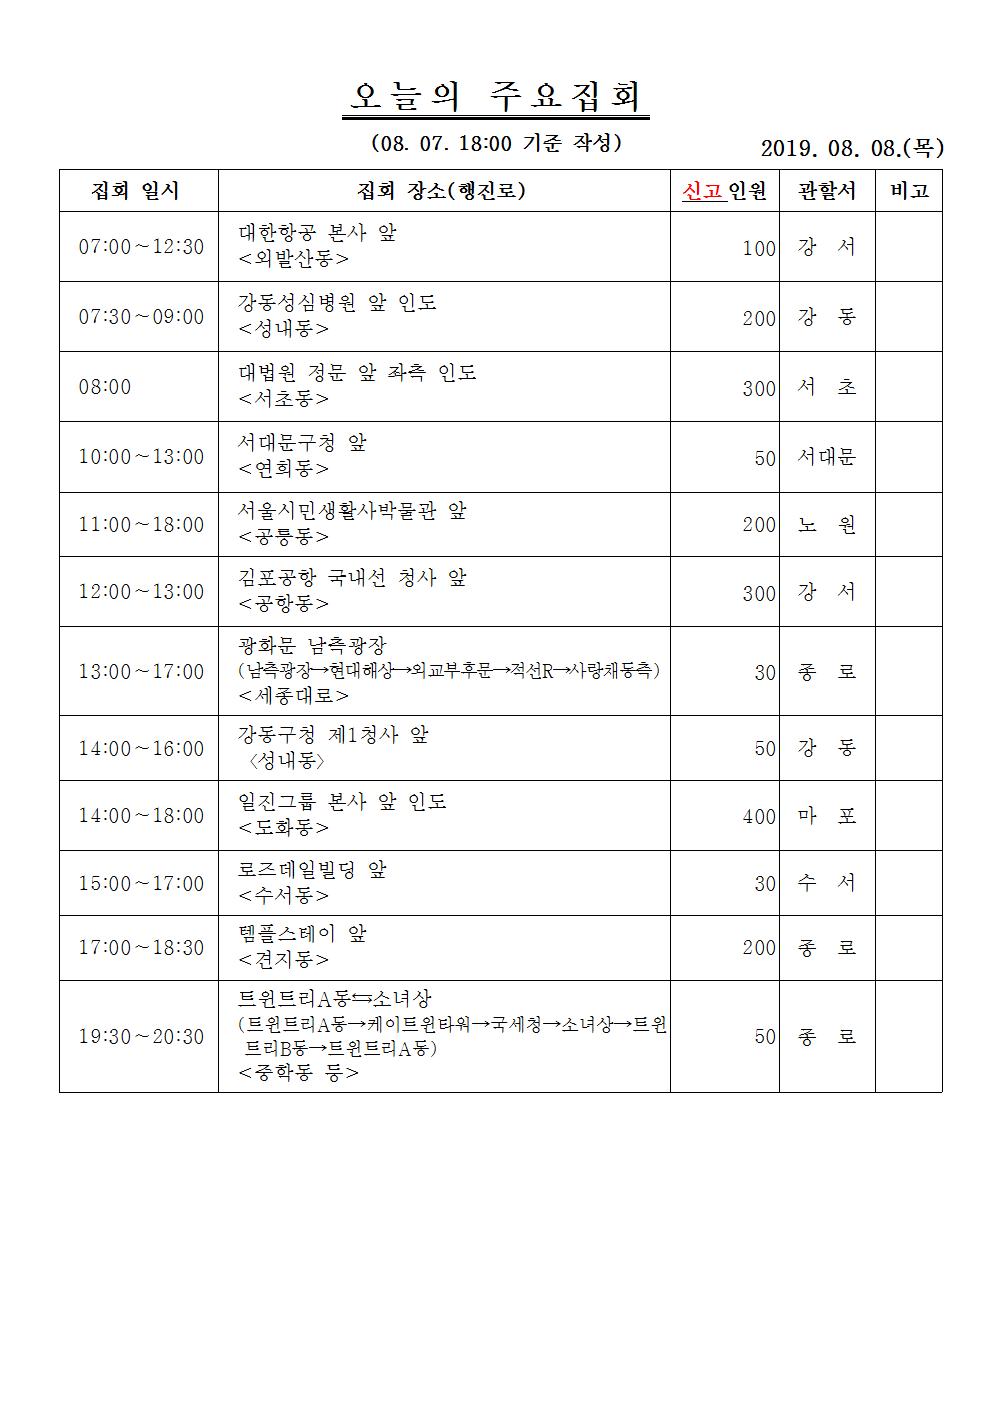 오늘의 주요집회
(08. 07. 18:00 기준 작성)
2019. 08. 08.(목)
집회 일시 집회 장소(행진로) 신고인원 관할서 비고
07:00~12:30 대한항공 본사 앞
<외발산동> 100 강 서
07:30~09:00 강동성심병원 앞 인도
<성내동> 200 강 동
08:00 대법원 정문 앞 좌측 인도
<서초동> 300 서 초
10:00~13:00 서대문구청 앞
<연희동> 50 서대문
11:00~18:00 서울시민생활사박물관 앞
<공릉동> 200 노 원
12:00~13:00 김포공항 국내선 청사 앞
<공항동> 300 강 서
13:00~17:00 광화문 남측광장
(남측광장→현대해상→외교부후문→적선R→사랑채동측)
<세종대로> 30 종 로
14:00~16:00 강동구청 제1청사 앞
〈성내동〉 50 강 동
14:00~18:00 일진그룹 본사 앞 인도
<도화동> 400 마 포
15:00~17:00 로즈데일빌딩 앞
<수서동> 30 수 서
17:00~18:30 템플스테이 앞
<견지동> 200 종 로
19:30~20:30 트윈트리A동⇆소녀상
(트윈트리A동→케이트윈타워→국세청→소녀상→트윈
트리B동→트윈트리A동)
<중학동 등> 50 종 로